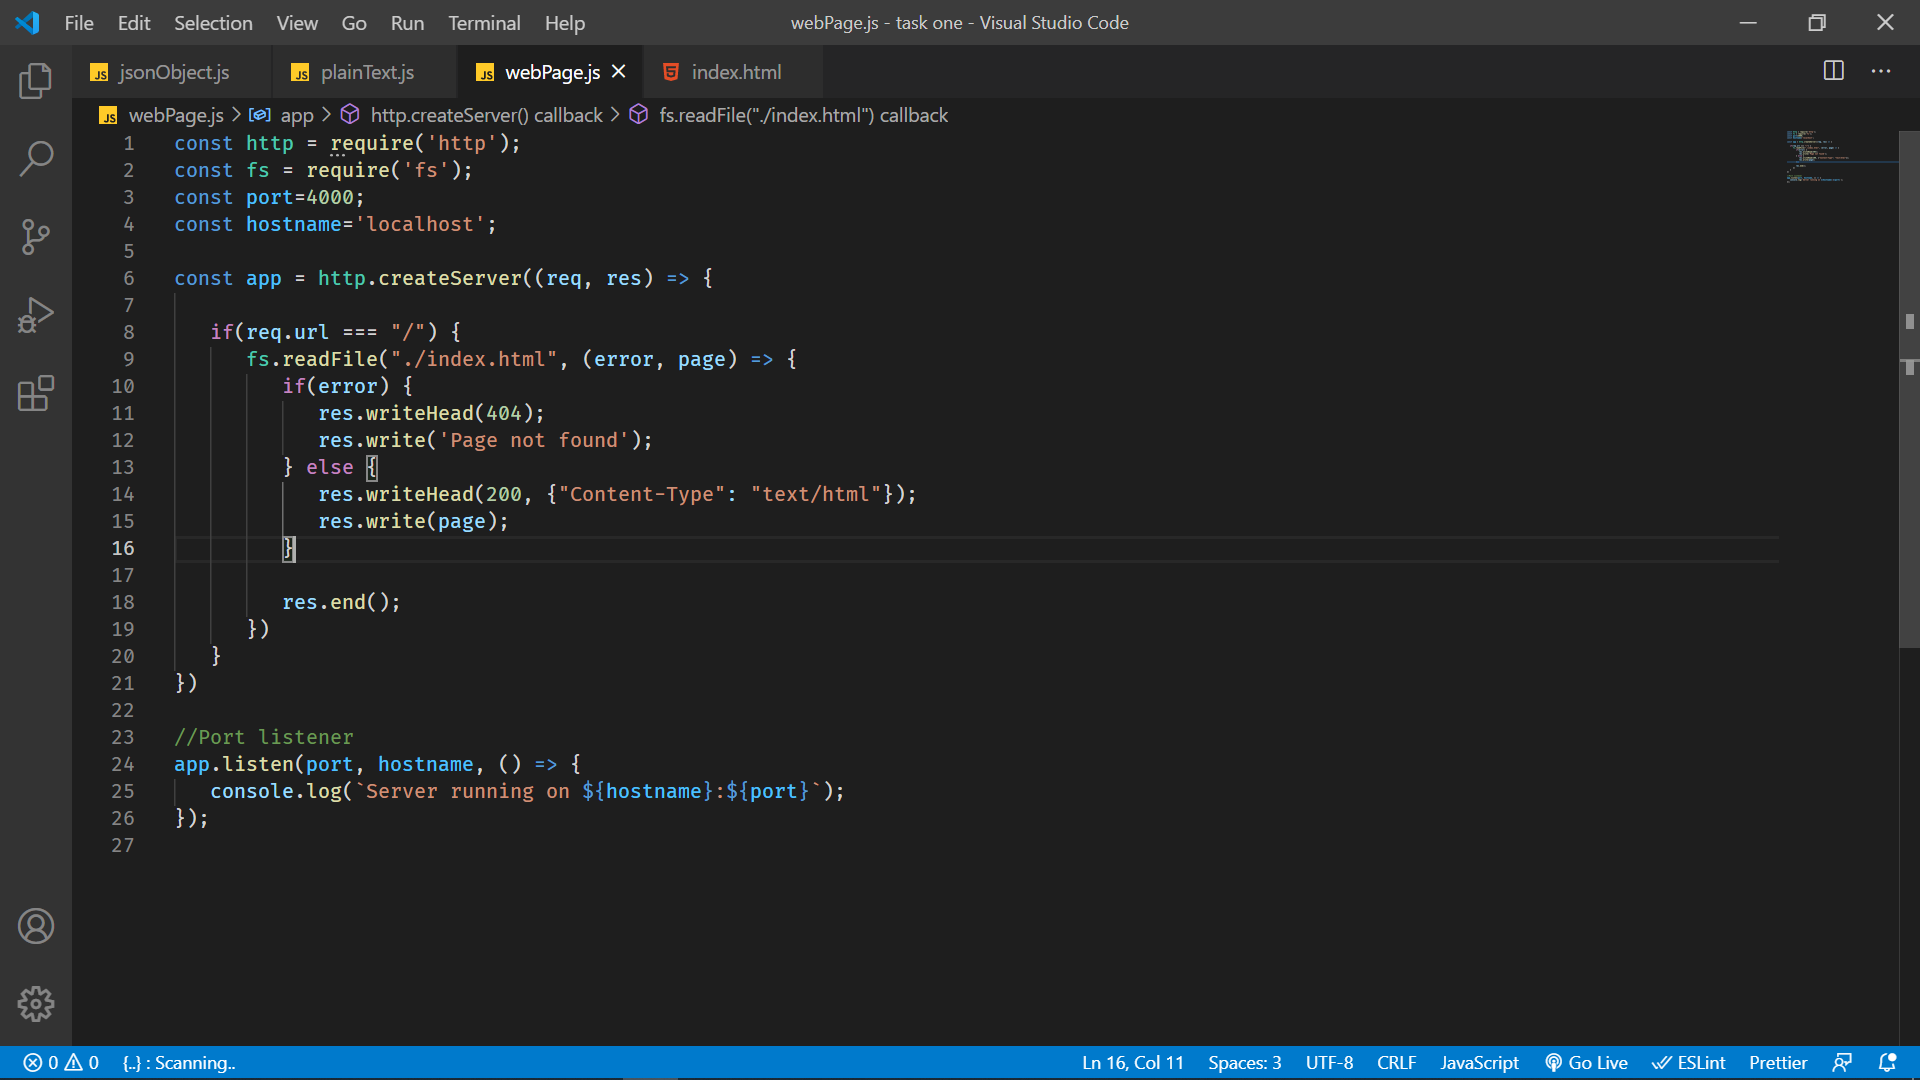 File Edit Selection View Go Run Terminal Help webPage.js - task one - Visual Studio Code
JS jsonObject.js JS plainText.js JS webPage.js index.html
JS webPage.js > app > http.createServer() callback > fs.readFile("./index.html") callback
1 const http = require('http');
2 const fs = require('fs');
3 const port=4000;
4 const hostname='localhost';
5
6 const app = http.createServer((req, res) => {
7
8 if(req.url === "/") {
9 fs.readFile("./index.html", (error, page) => {
10 if(error) {
11 res.writeHead(404);
12 res.write('Page not found');
13 } else {
14 res.writeHead(200, {"Content-Type": "text/html"});
15 res.write(page);
16 }
17
18 res.end();
19 })
20 }
21 })
22
23 //Port listener
24 app.listen(port, hostname, () => {
25 console.log(`Server running on ${hostname}:${port}`);
26 });
27
0 0 {..} : Scanning.. Ln 16, Col 11 Spaces: 3 UTF-8 CRLF JavaScript Go Live ESLint Prettier